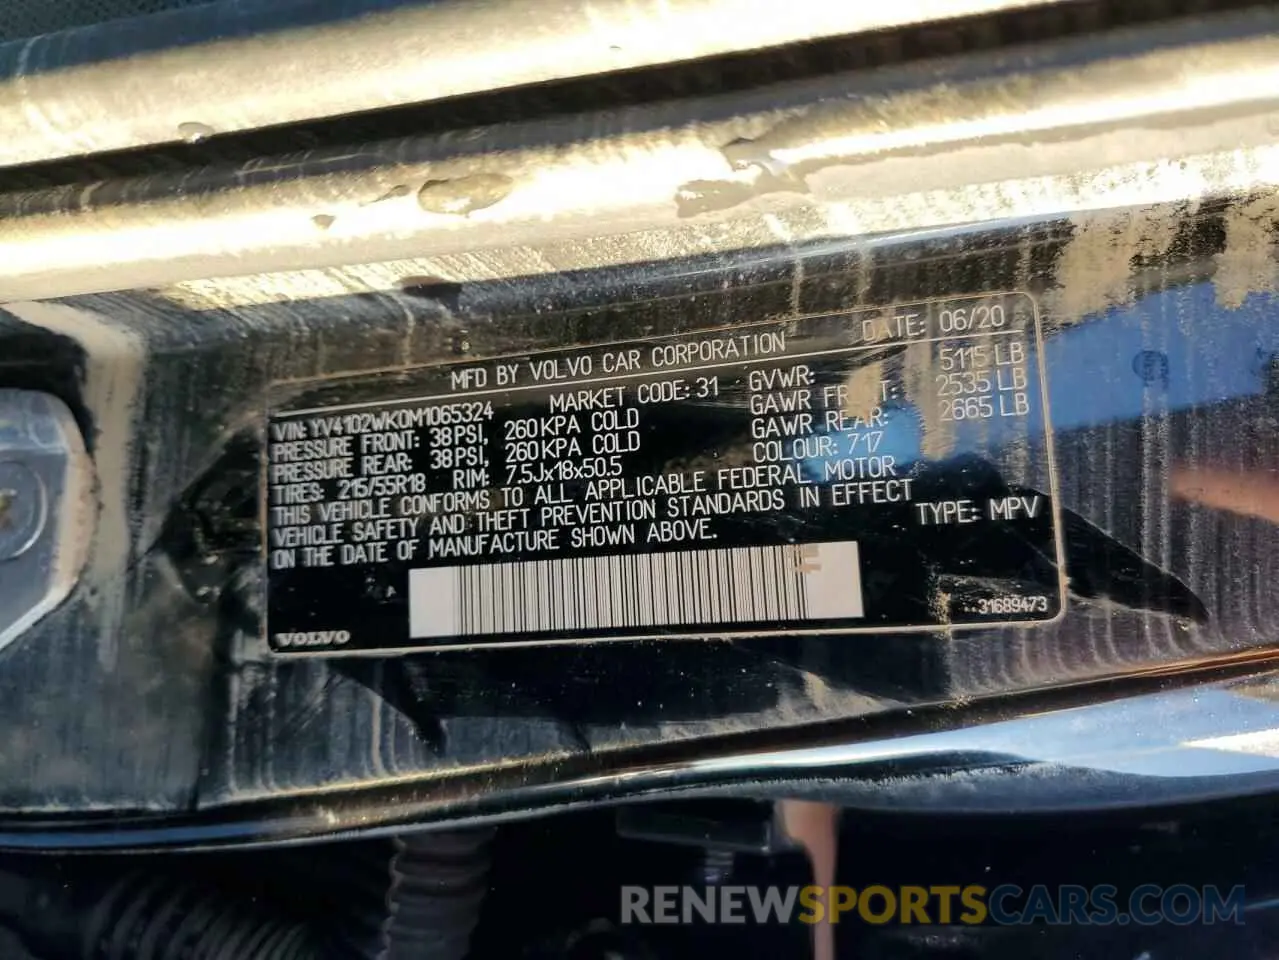 MFD BY VOLVO CAR CORPORATION DATE: 06/20
VIN: YV4102WK0M1065324 MARKET CODE: 31 GVWR: 5115 LB
PRESSURE FRONT: 38 PSI, 260 KPA COLD GAWR FRONT: 2535 LB
PRESSURE REAR: 38 PSI, 260 KPA COLD GAWR REAR: 2665 LB
TIRES: 215/55R18 RIM: 7.5Jx18x50.5 COLOUR: 717
THIS VEHICLE CONFORMS TO ALL APPLICABLE FEDERAL MOTOR
VEHICLE SAFETY AND THEFT PREVENTION STANDARDS IN EFFECT
ON THE DATE OF MANUFACTURE SHOWN ABOVE. TYPE: MPV
A
VOLVO 31689473
RENEWSPORTSCARS.COM